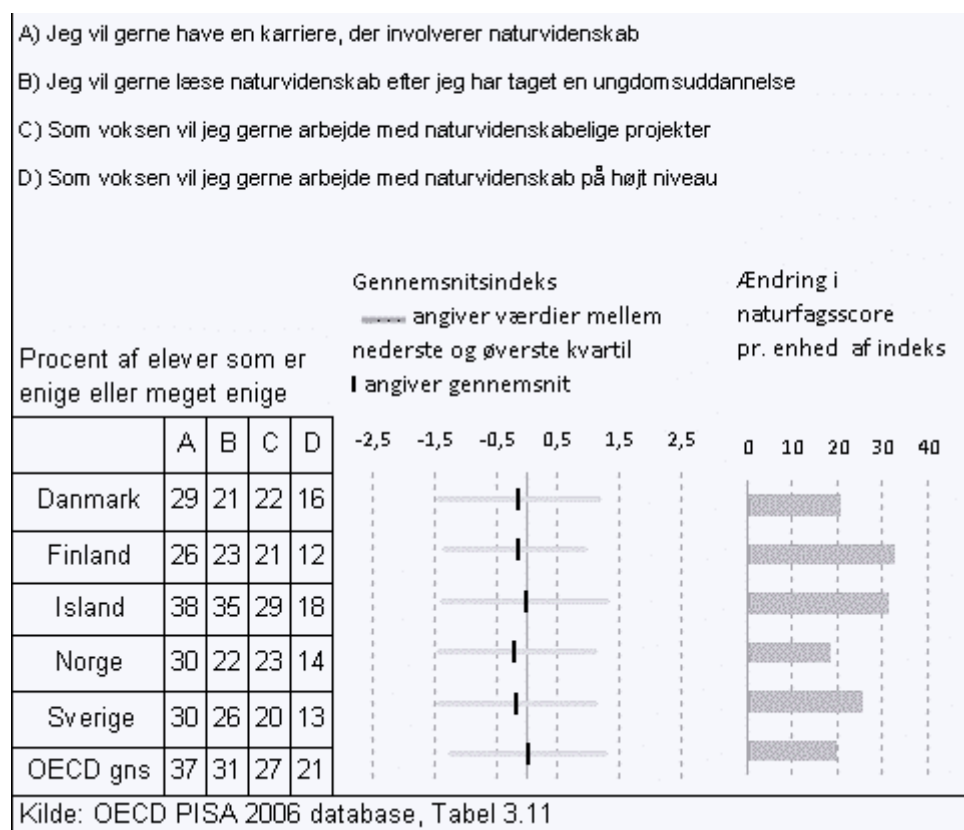 A) Jeg vil gerne have en karriere, der involverer naturvidenskab
B) Jeg vil gerne læse naturvidenskab efter jeg har taget en ungdomsuddannelse
C) Som voksen vil jeg gerne arbejde med naturvidenskabelige projekter
D) Som voksen vil jeg gerne arbejde med naturvidenskab på højt niveau
Procent af elever som er
enige eller meget enige
Gennemsnitsindeks
angiver værdier mellem
nederste og øverste kvartil
angiver gennemsnit
Ændring i
naturfagsscore
pr. enhed af indeks
A B C D
-2,5 -1,5 -0,5 0,5 1,5 2,5
0 10 20 30 40
Danmark 29 21 22 16
Finland 26 23 21 12
Island 38 35 29 18
Norge 30 22 23 14
Sverige 30 26 20 13
OECD gns 37 31 27 21
Kilde: OECD PISA 2006 database, Tabel 3.11